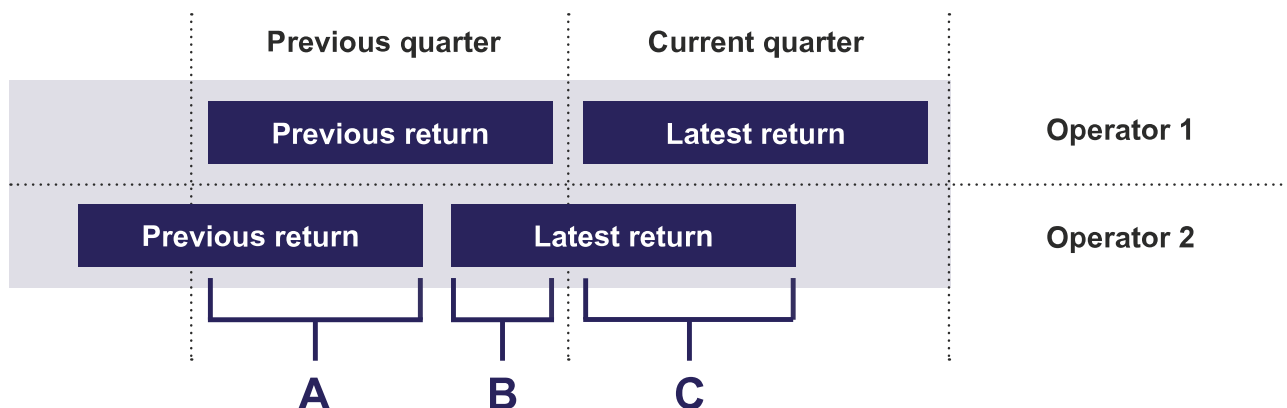 Previous quarter
Current quarter
Previous return
Latest return
Operator 1
Previous return
Latest return
Operator 2
A
B
C